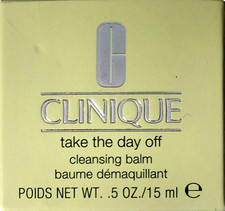 CLINIQUE
take the day off
cleansing balm
baume démaquillant
POIDS NET WT. .5 OZ./15 ml ℮